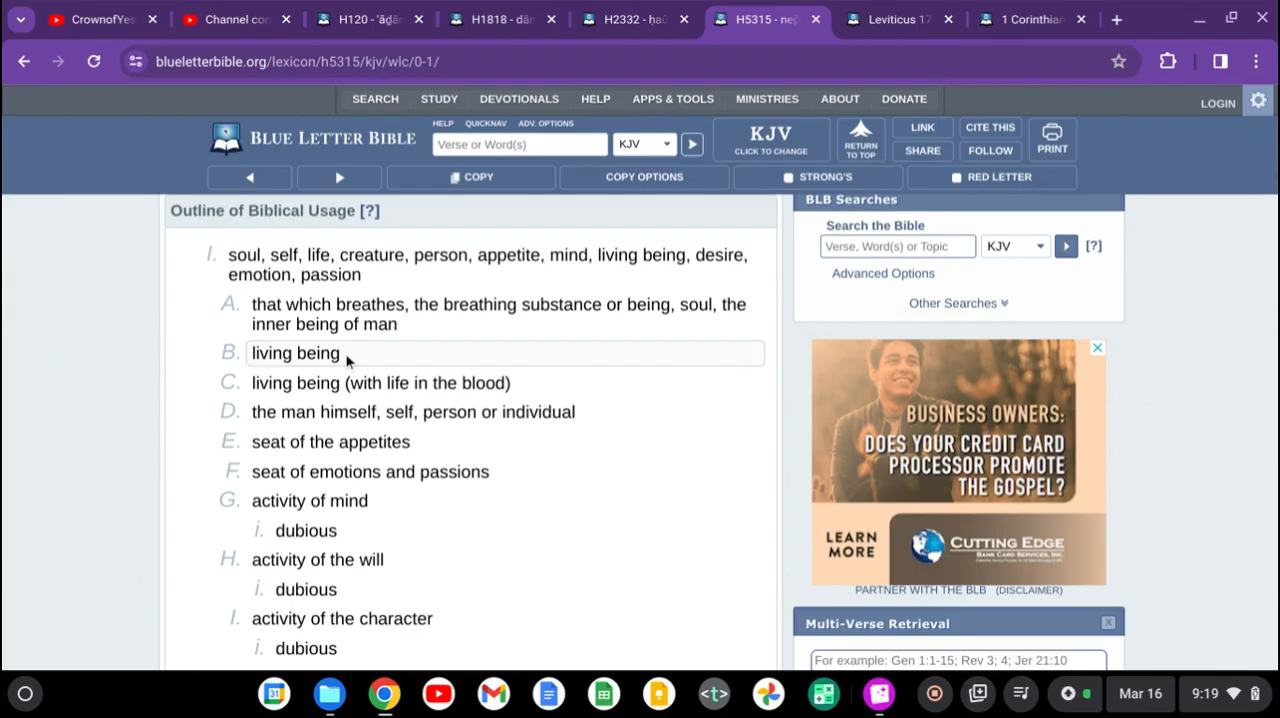 CrownofYes
Channel co
H120 - 'āḏā
H1818 - dā
H2332 - ḥaū
H5315 - nep̄
Leviticus 17
1 Corinthian
blueletterbible.org/lexicon/h5315/kjv/wlc/0-1/
SEARCH STUDY DEVOTIONALS HELP APPS & TOOLS MINISTRIES ABOUT DONATE
LOGIN
BLUE LETTER BIBLE
HELP QUICKNAV ADV. OPTIONS
Verse or Word(s)
KJV
KJV
CLICK TO CHANGE
RETURN
TO TOP
LINK
CITE THIS
SHARE
FOLLOW
PRINT
COPY
COPY OPTIONS
STRONG'S
RED LETTER
Outline of Biblical Usage [?]
I. soul, self, life, creature, person, appetite, mind, living being, desire,
emotion, passion
A. that which breathes, the breathing substance or being, soul, the
inner being of man
B. living being
C. living being (with life in the blood)
D. the man himself, self, person or individual
E. seat of the appetites
F. seat of emotions and passions
G. activity of mind
i. dubious
H. activity of the will
i. dubious
I. activity of the character
i. dubious
BLB Searches
Search the Bible
Verse, Word(s) or Topic
KJV
[?]
Advanced Options
Other Searches
BUSINESS OWNERS:
DOES YOUR CREDIT CARD
PROCESSOR PROMOTE
THE GOSPEL?
LEARN
MORE
CUTTING EDGE
BANK CARD SERVICES, INC.
PARTNER WITH THE BLB (DISCLAIMER)
Multi-Verse Retrieval
For example: Gen 1:1-15; Rev 3; 4; Jer 21:10
31
<t>
Mar 16
9:19